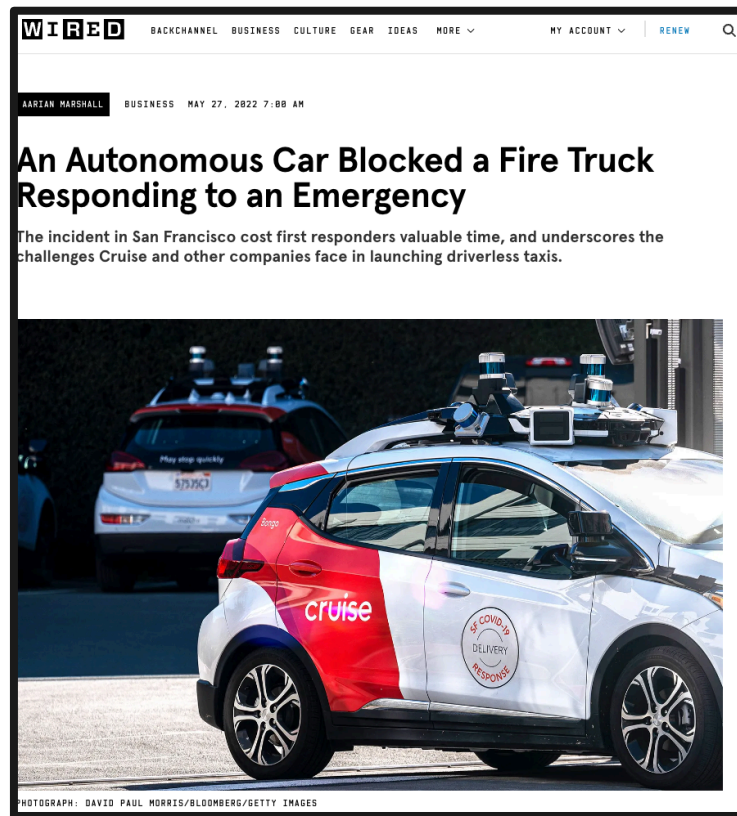 WIRED BACKCHANNEL BUSINESS CULTURE GEAR IDEAS MORE MY ACCOUNT RENEW
AARIAN MARSHALL BUSINESS MAY 27, 2022 7:00 AM
An Autonomous Car Blocked a Fire Truck
Responding to an Emergency
The incident in San Francisco cost first responders valuable time, and underscores the
challenges Cruise and other companies face in launching driverless taxis.
May stop quickly
Bongo
cruise
SF COVID-19
DELIVERY
RESPONSE
PHOTOGRAPH: DAVID PAUL MORRIS/BLOOMBERG/GETTY IMAGES